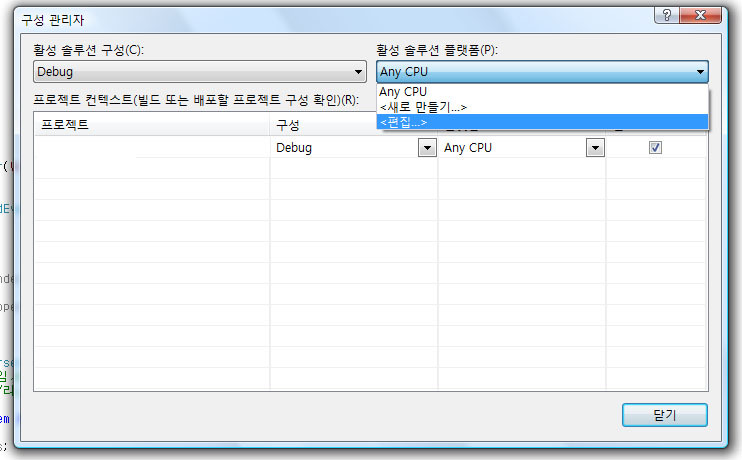 구성 관리자
활성 솔루션 구성(C):
활성 솔루션 플랫폼(P):
Debug
Any CPU
Any CPU
<새로 만들기...>
<편집...>
프로젝트 컨텍스트(빌드 또는 배포할 프로젝트 구성 확인)(R):
프로젝트
구성
Debug
Any CPU
닫기